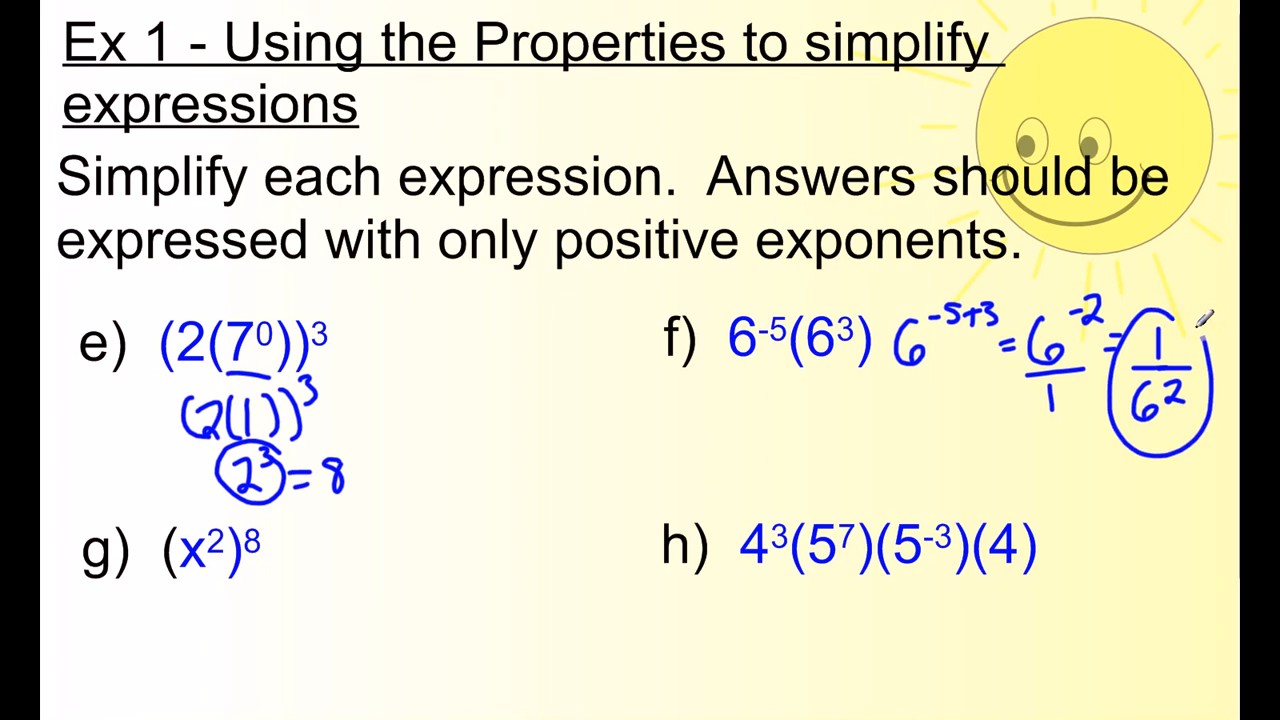 Ex 1 - Using the Properties to simplify
expressions
Simplify each expression. Answers should be
expressed with only positive exponents.
e) (2(7⁰))³
(2(1))³
2³ = 8
f) 6⁻⁵(6³) 6⁻⁵⁺³ = 6⁻²/1 = 1/6²
g) (x²)⁸
h) 4³(5⁷)(5⁻³)(4)